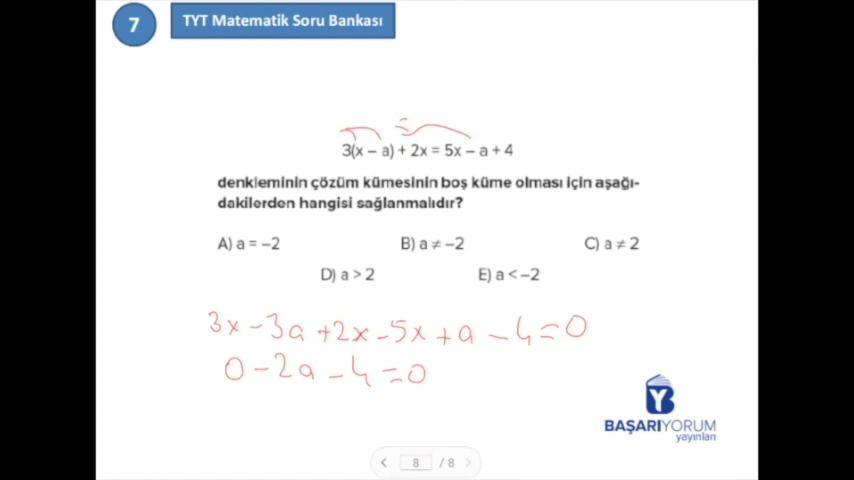 7
TYT Matematik Soru Bankası
3(x – a) + 2x = 5x – a + 4
denkleminin çözüm kümesinin boş küme olması için aşağı-
dakilerden hangisi sağlanmalıdır?
A) a = –2 B) a ≠ –2 C) a ≠ 2
D) a > 2 E) a < –2
3x – 3a + 2x – 5x + a – 4 = 0
0 – 2a – 4 = 0
BAŞARIYORUM
yayınları
8 / 8